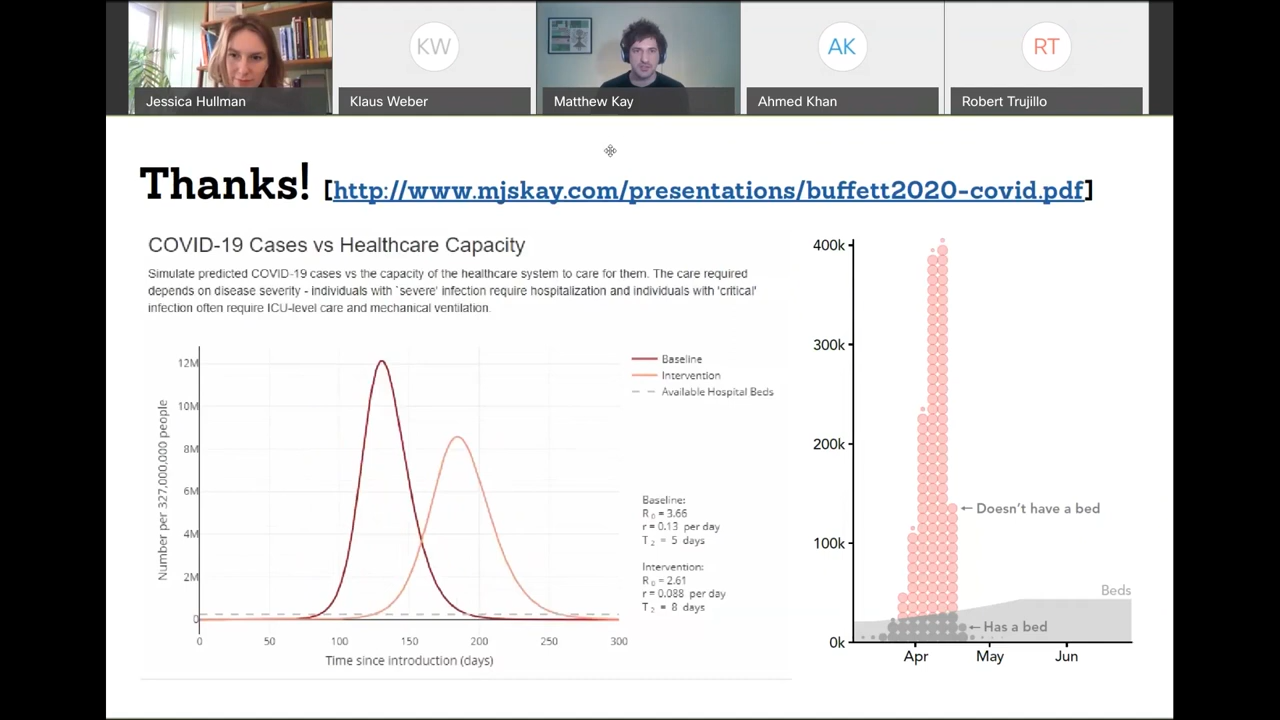 KW
AK
RT
Jessica Hullman
Klaus Weber
Matthew Kay
Ahmed Khan
Robert Trujillo
Thanks! [http://www.mjskay.com/presentations/buffett2020-covid.pdf]
COVID-19 Cases vs Healthcare Capacity
Simulate predicted COVID-19 cases vs the capacity of the healthcare system to care for them. The care required
depends on disease severity - individuals with `severe' infection require hospitalization and individuals with 'critical'
infection often require ICU-level care and mechanical ventilation.
Number per 327,000,000 people
12M
10M
8M
6M
4M
2M
0
0 50 100 150 200 250 300
Time since introduction (days)
Baseline
Intervention
Available Hospital Beds
Baseline:
R₀ = 3.66
r = 0.13 per day
T₂ = 5 days
Intervention:
R₀ = 2.61
r = 0.088 per day
T₂ = 8 days
400k
300k
200k
100k
0k
←Doesn't have a bed
Beds
←Has a bed
Apr May Jun